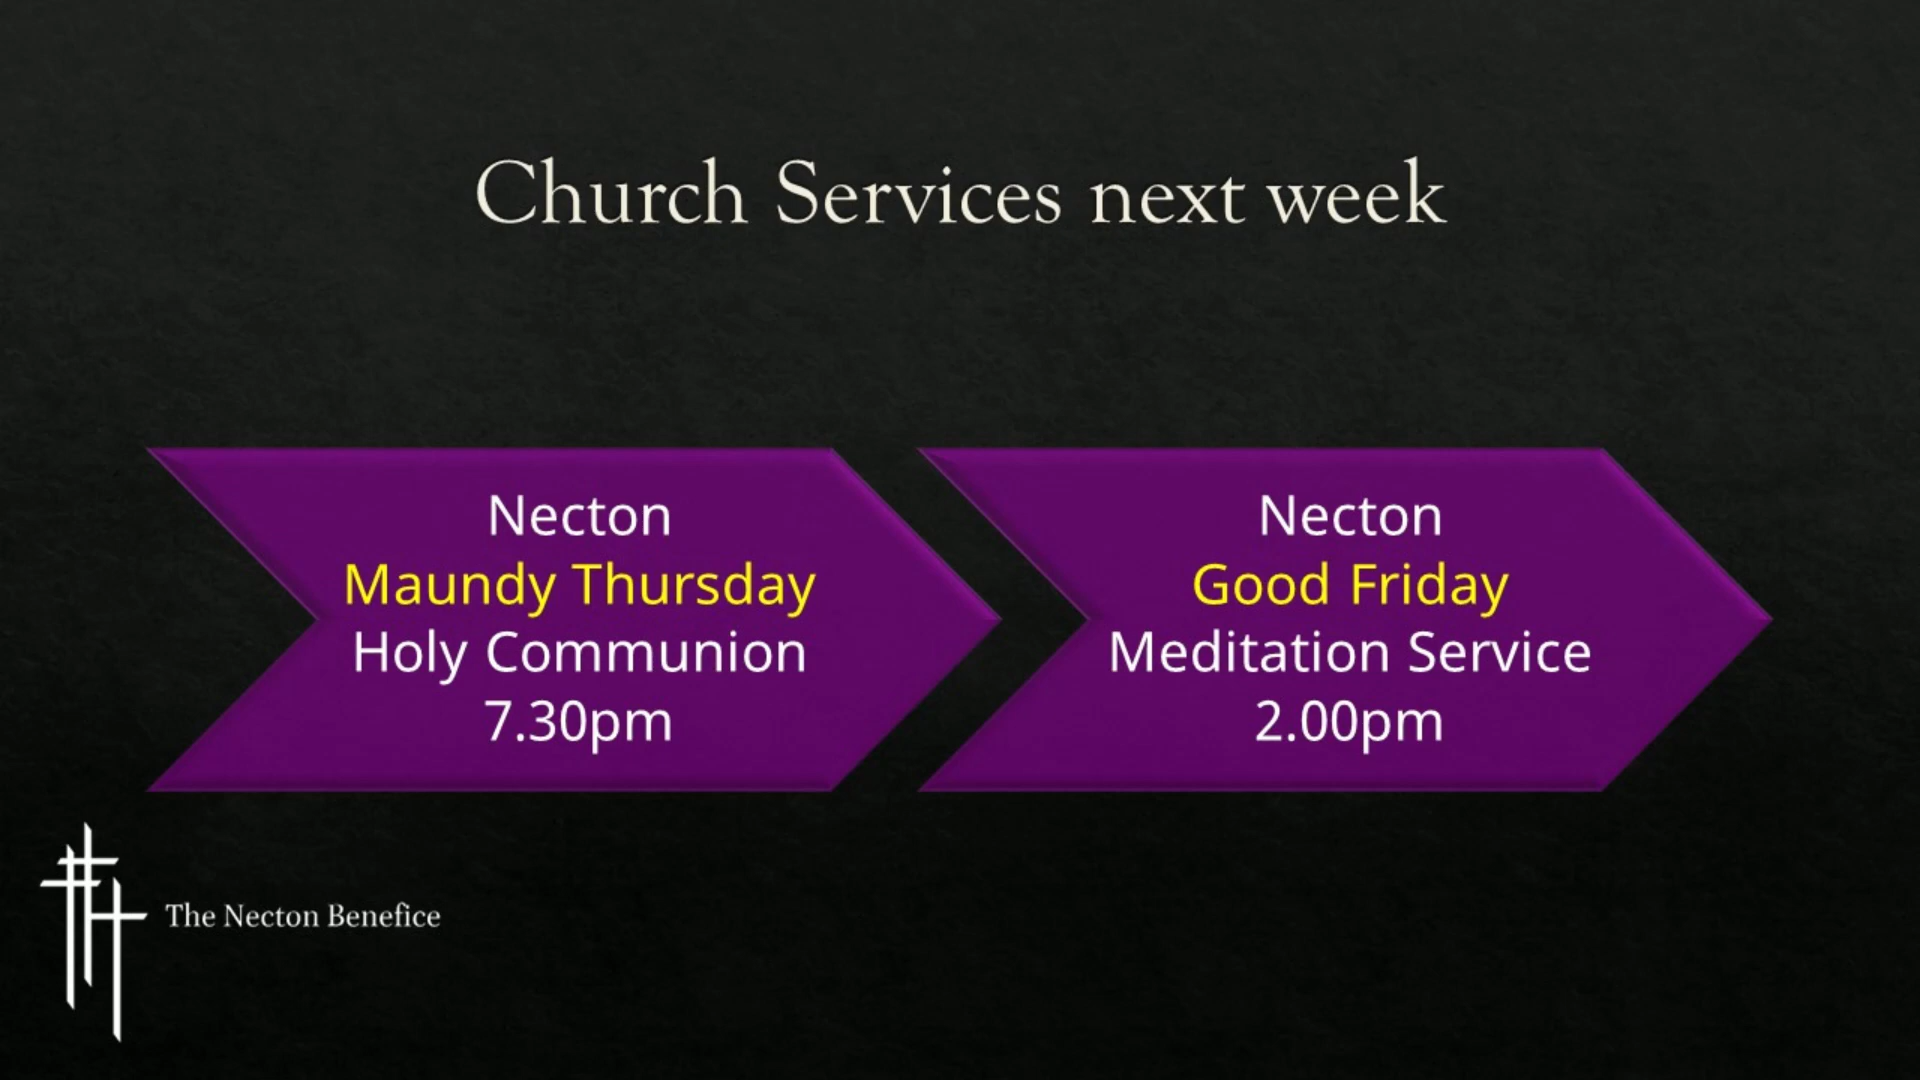 Church Services next week
Necton
Maundy Thursday
Holy Communion
7.30pm
Necton
Good Friday
Meditation Service
2.00pm
The Necton Benefice